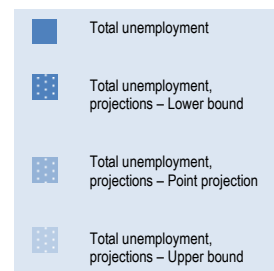 Total unemployment
Total unemployment,
projections – Lower bound
Total unemployment,
projections – Point projection
Total unemployment,
projections – Upper bound